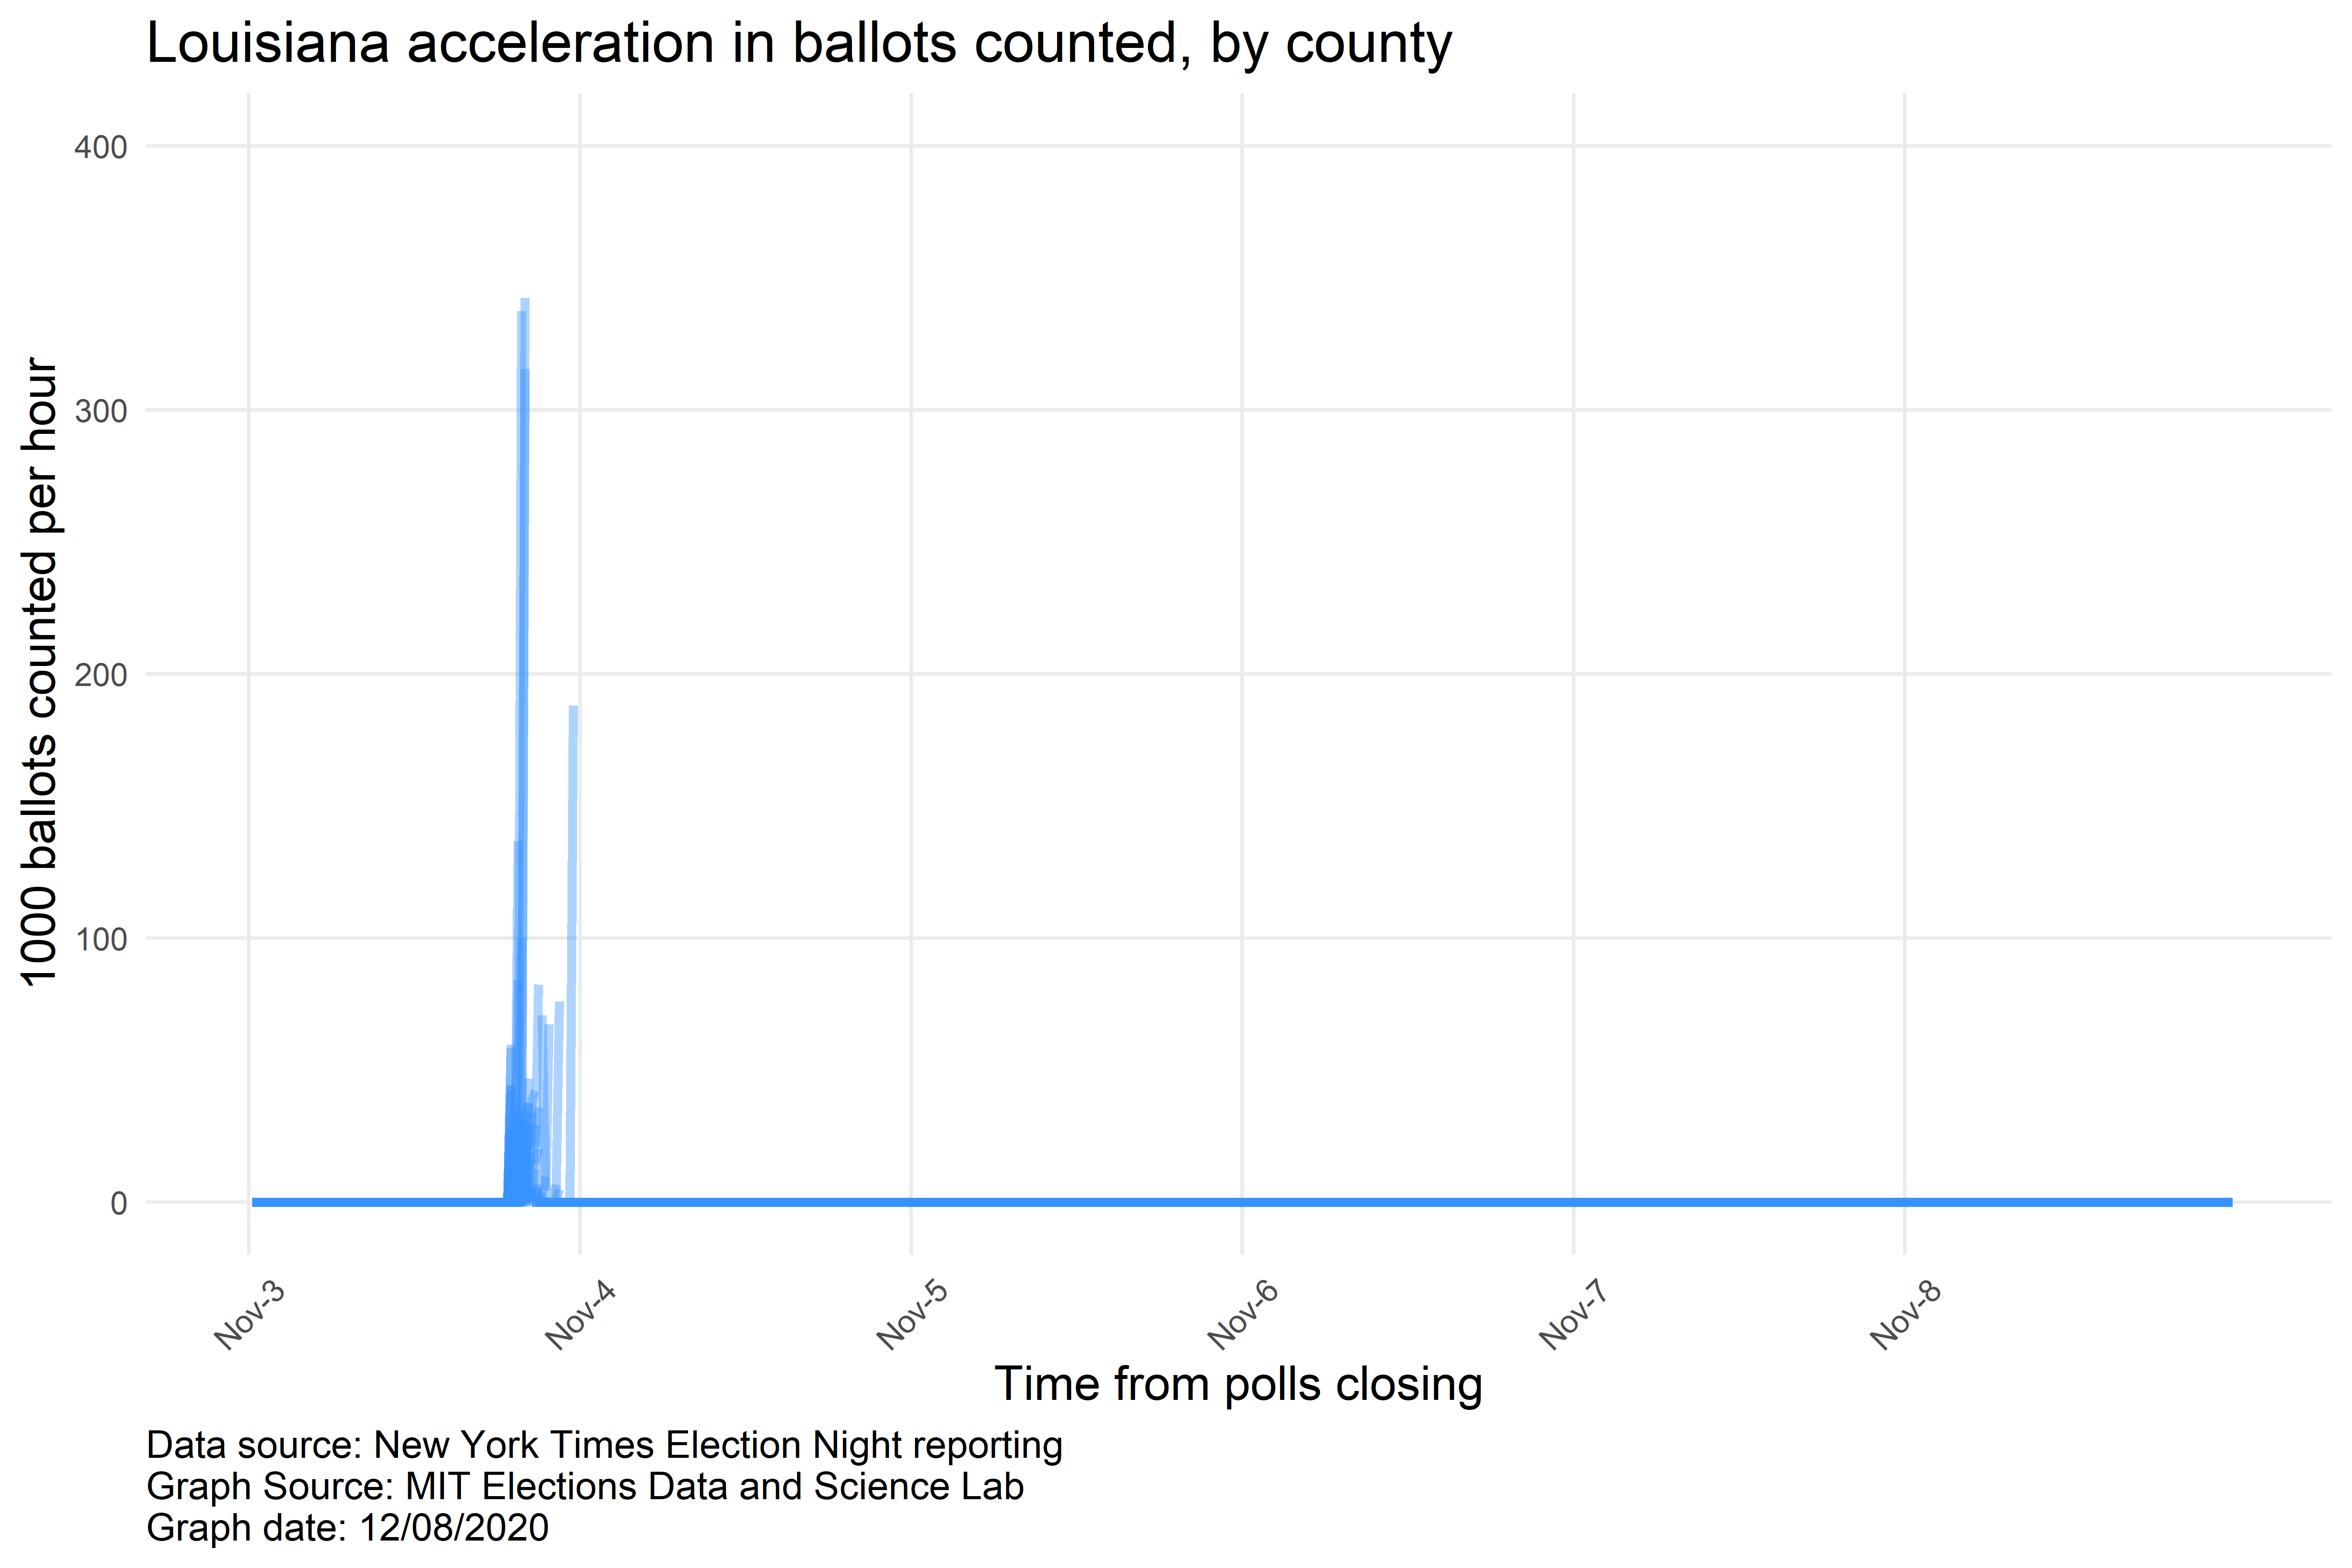 Louisiana acceleration in ballots counted, by county
1000 ballots counted per hour
400
300
200
100
0
Nov-3
Nov-4
Nov-5
Nov-6
Nov-7
Nov-8
Time from polls closing
Data source: New York Times Election Night reporting
Graph Source: MIT Elections Data and Science Lab
Graph date: 12/08/2020